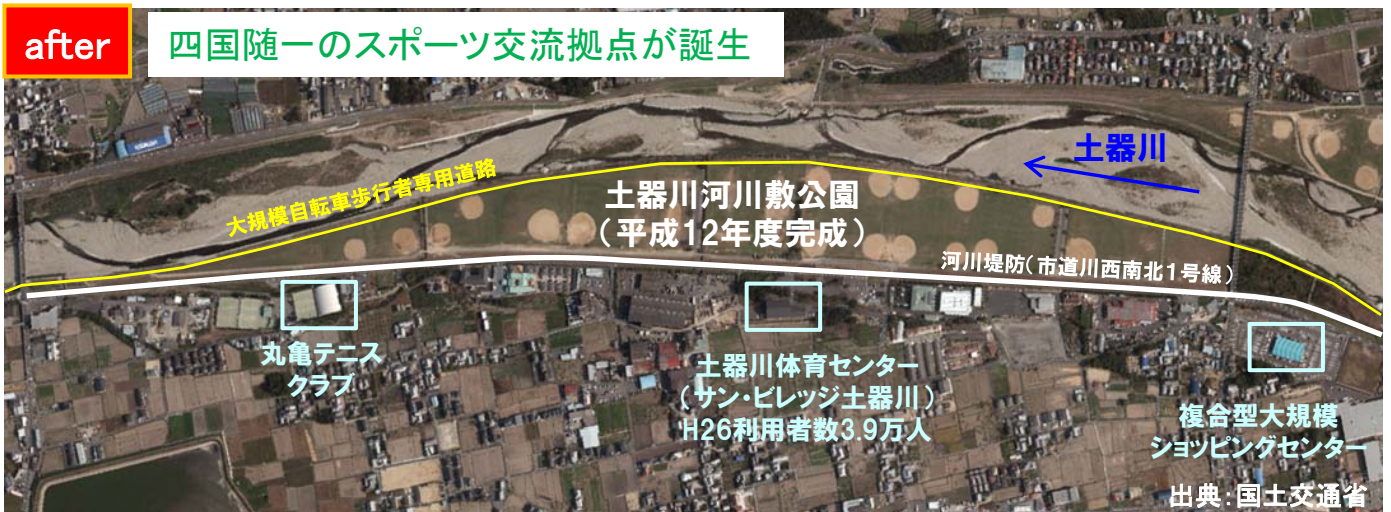 after
四国随一のスポーツ交流拠点が誕生
土器川
大規模自転車歩行者専用道路
土器川河川敷公園
（平成12年度完成）
河川堤防(市道川西南北1号線)
丸亀テニス
クラブ
土器川体育センター
（サン・ビレッジ土器川）
H26利用者数3.9万人
複合型大規模
ショッピングセンター
出典：国土交通省